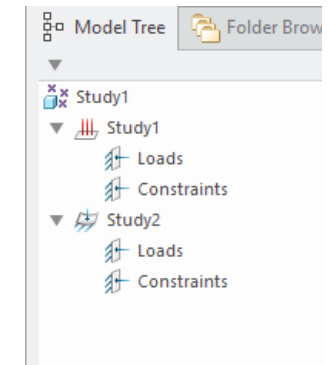 Model Tree Folder Brow
Study1
Study1
Loads
Constraints
Study2
Loads
Constraints